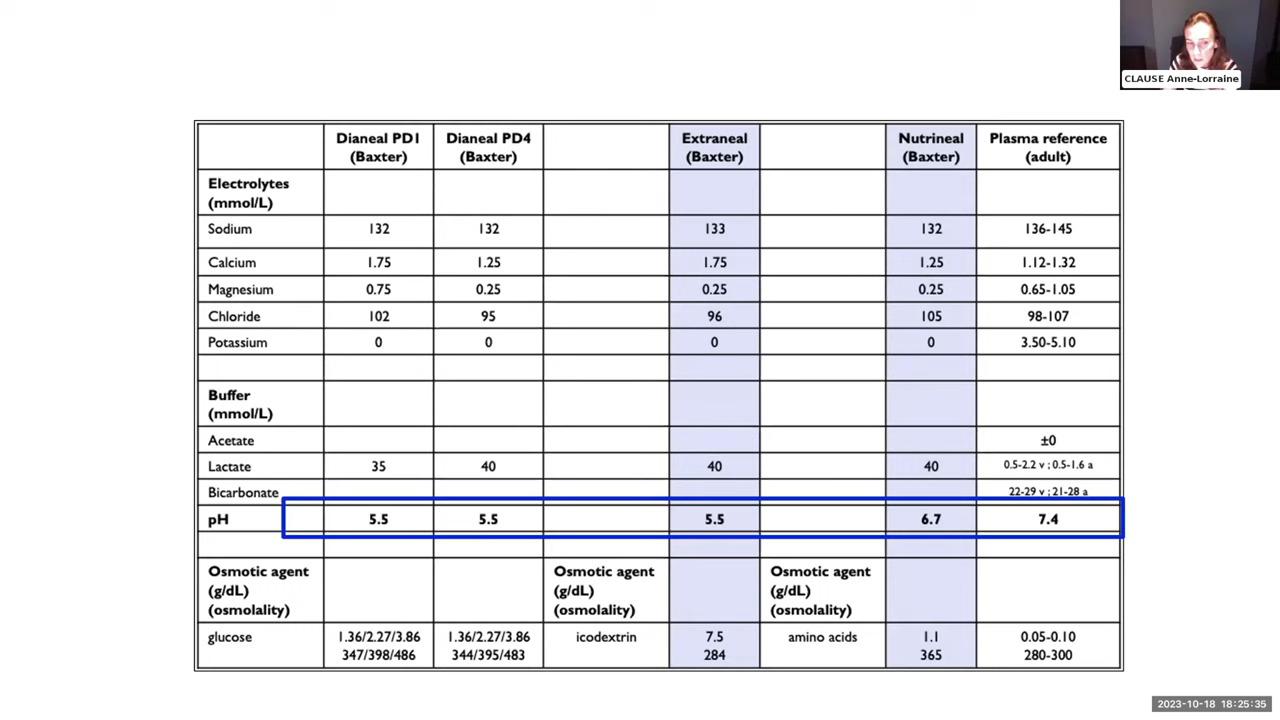 CLAUSE Anne-Lorraine
Dianeal PD1 (Baxter) Dianeal PD4 (Baxter) Extraneal (Baxter) Nutrineal (Baxter) Plasma reference (adult)
Electrolytes (mmol/L)
Sodium 132 132 133 132 136-145
Calcium 1.75 1.25 1.75 1.25 1.12-1.32
Magnesium 0.75 0.25 0.25 0.25 0.65-1.05
Chloride 102 95 96 105 98-107
Potassium 0 0 0 0 3.50-5.10
Buffer (mmol/L)
Acetate ±0
Lactate 35 40 40 40 0.5-2.2 v ; 0.5-1.6 a
Bicarbonate 22-29 v ; 21-28 a
pH 5.5 5.5 5.5 6.7 7.4
Osmotic agent Osmotic agent Osmotic agent
(g/dL) (g/dL) (g/dL)
(osmolality) (osmolality) (osmolality)
glucose 1.36/2.27/3.86 1.36/2.27/3.86 icodextrin 7.5 amino acids 1.1 0.05-0.10
347/398/486 344/395/483 284 365 280-300
2023-10-18 18:25:35